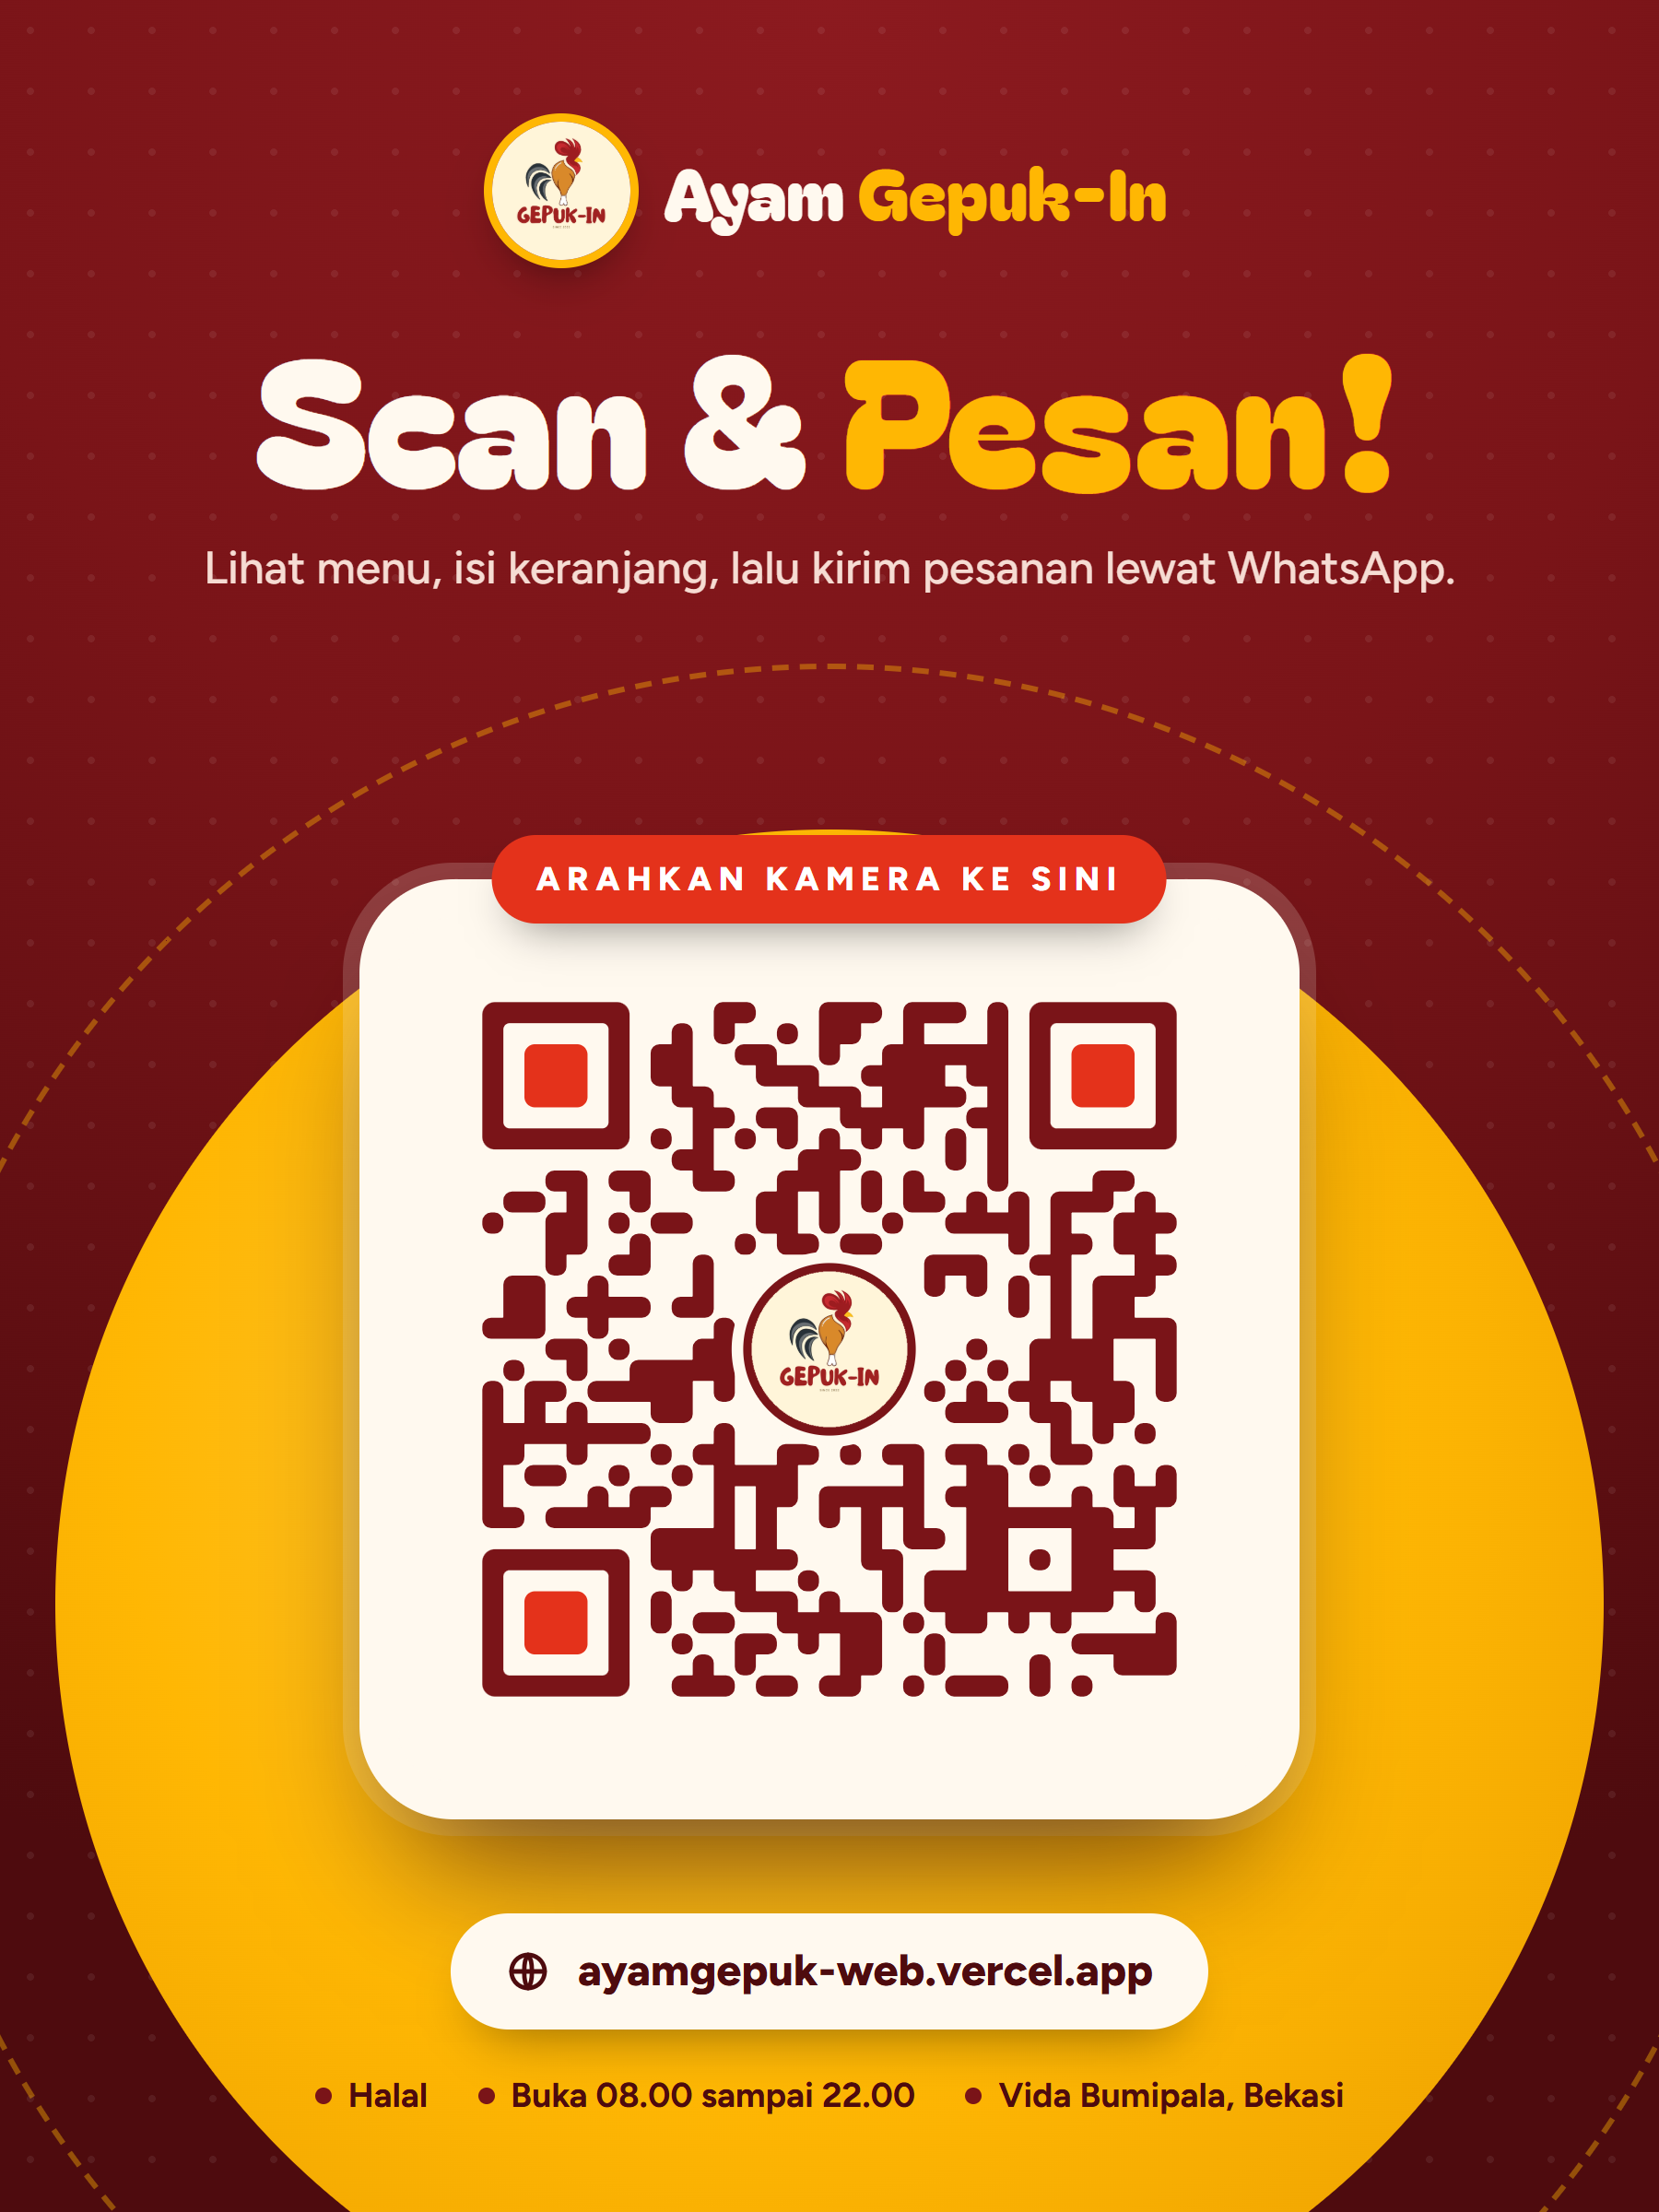 GEPUK-IN
Ayam Gepuk-In
Scan & Pesan!
Lihat menu, isi keranjang, lalu kirim pesanan lewat WhatsApp.
ARAHKAN KAMERA KE SINI
GEPUK-IN
ayamgepuk-web.vercel.app
Halal
Buka 08.00 sampai 22.00
Vida Bumipala, Bekasi